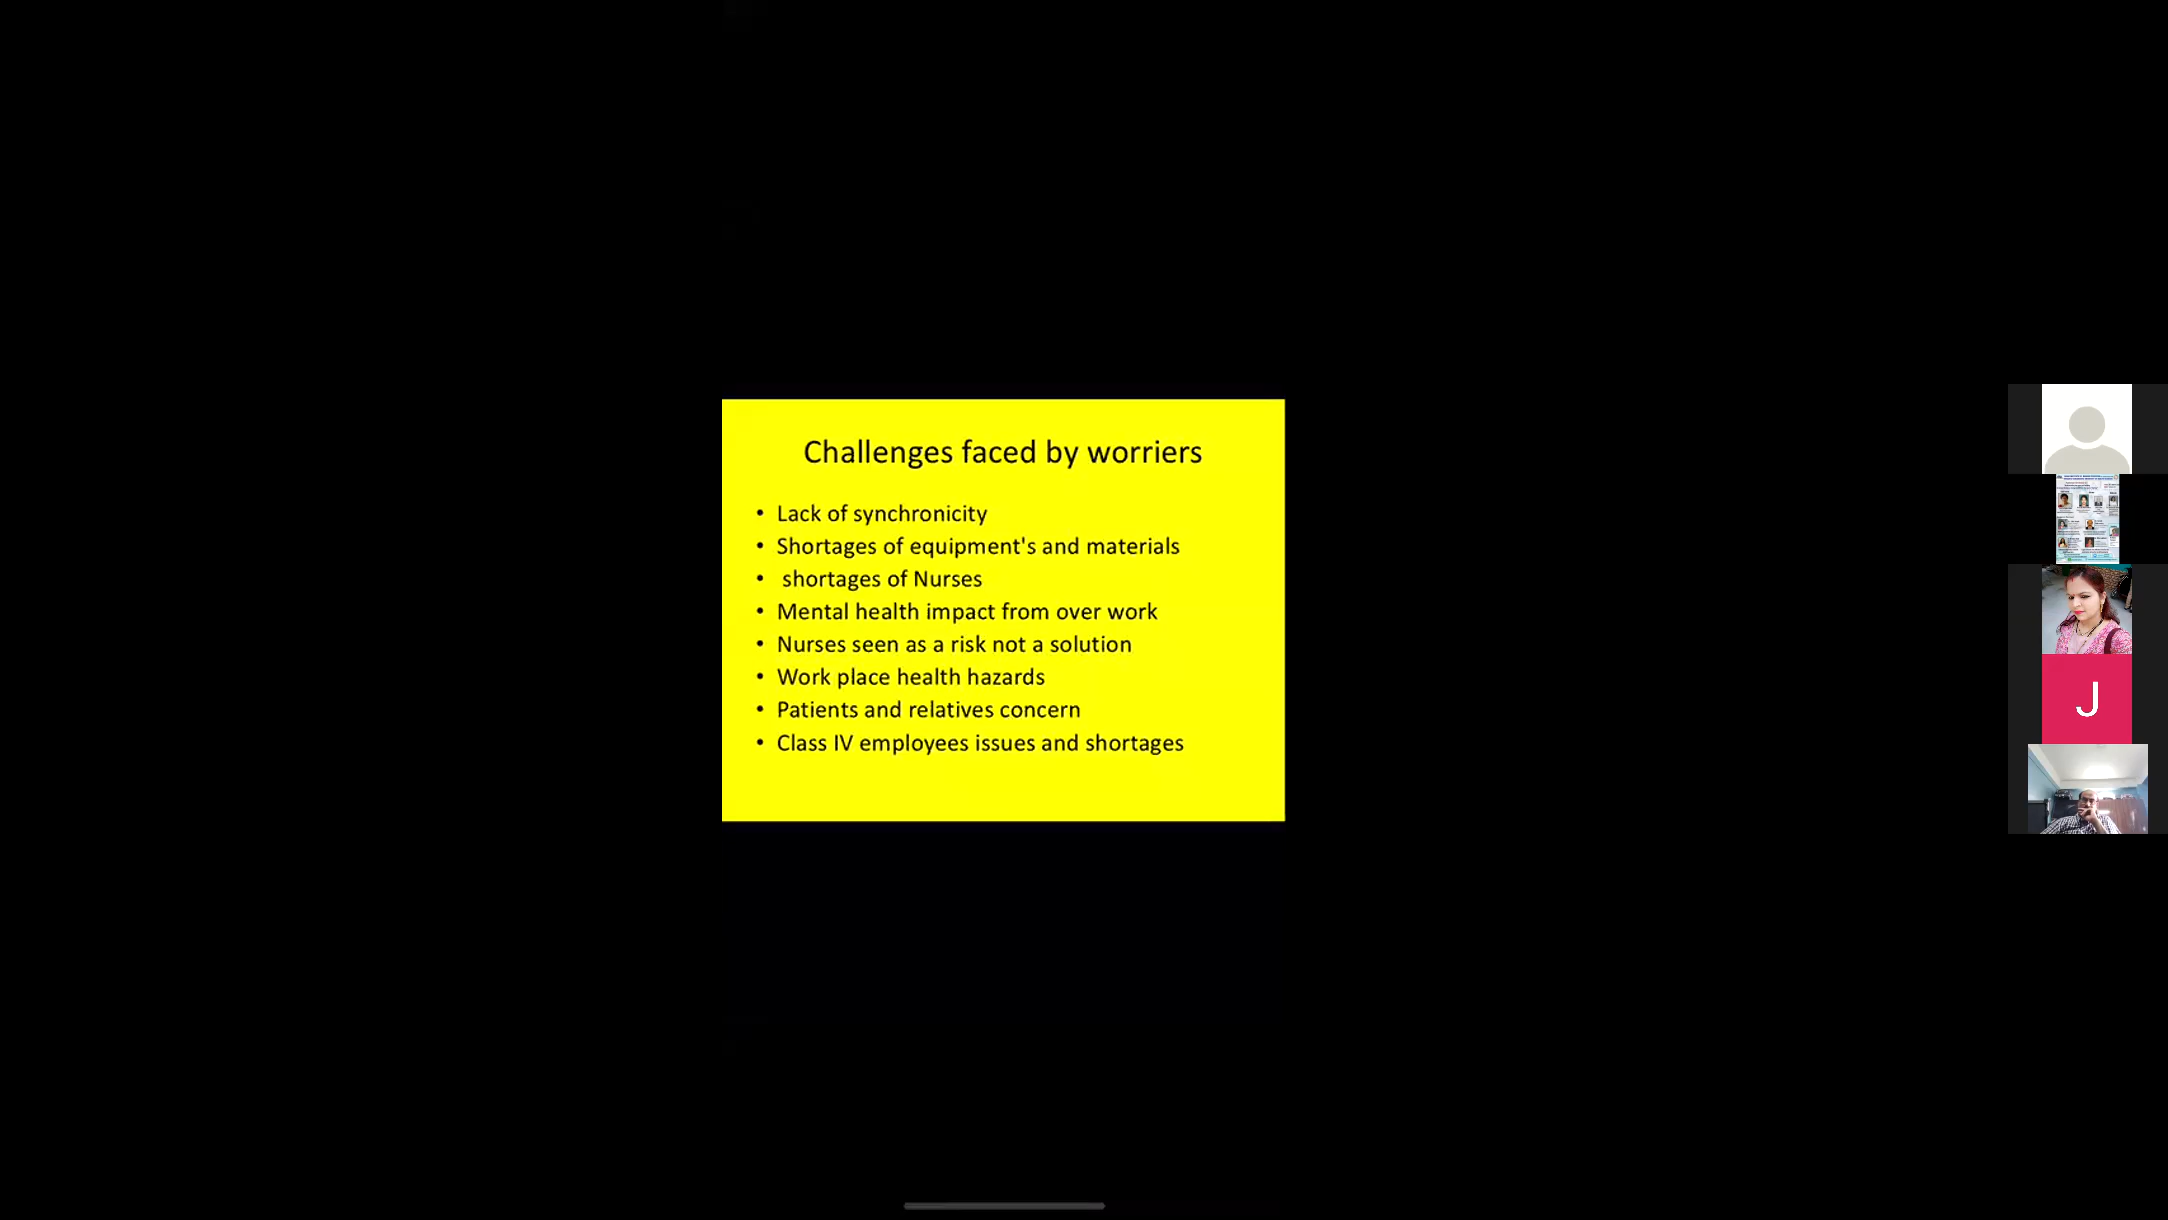 Challenges faced by worriers
• Lack of synchronicity
• Shortages of equipment's and materials
• shortages of Nurses
• Mental health impact from over work
• Nurses seen as a risk not a solution
• Work place health hazards
• Patients and relatives concern
• Class IV employees issues and shortages
J